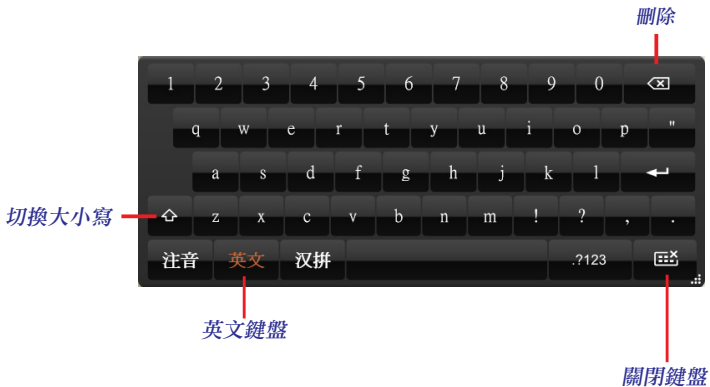 刪除
1 2 3 4 5 6 7 8 9 0
q w e r t y u i o p "
a s d f g h j k l
切換大小寫 z x c v b n m ! ? , .
注音 英文 汉拼 .?123
英文鍵盤
關閉鍵盤